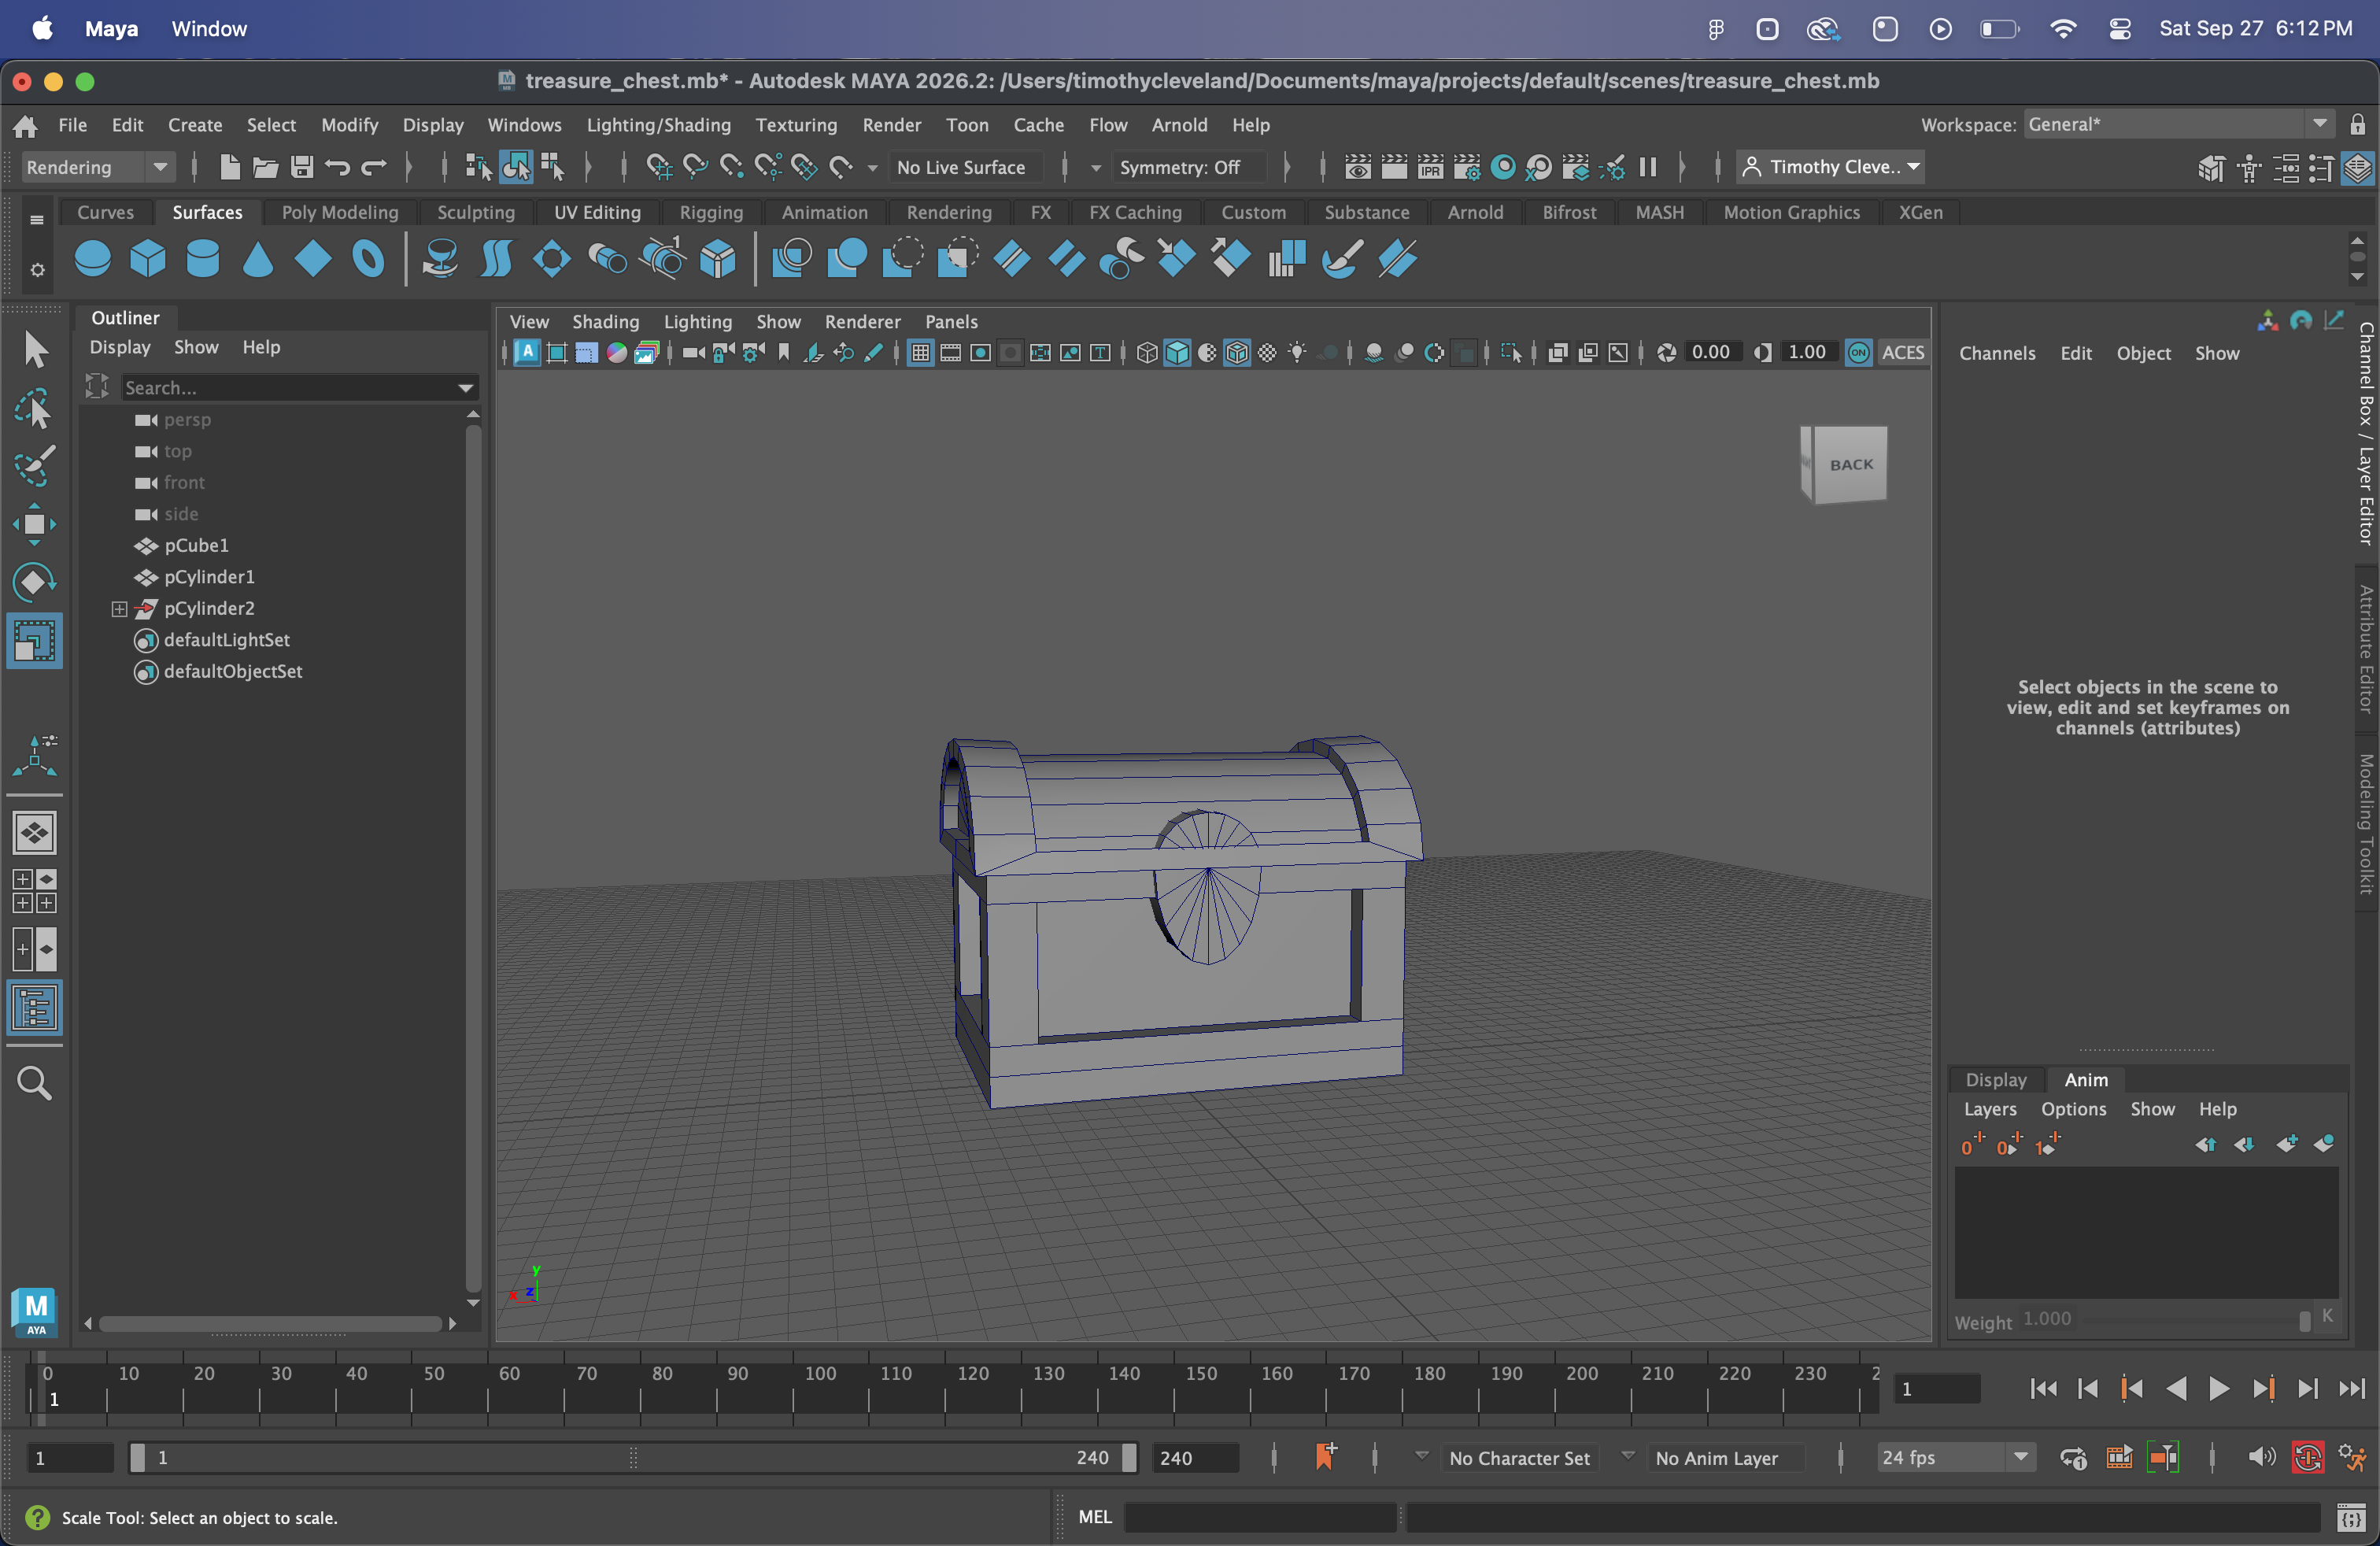 Maya Window Sat Sep 27 6:12 PM
treasure_chest.mb* - Autodesk MAYA 2026.2: /Users/timothycleveland/Documents/maya/projects/default/scenes/treasure_chest.mb
File Edit Create Select Modify Display Windows Lighting/Shading Texturing Render Toon Cache Flow Arnold Help Workspace: General*
Rendering No Live Surface Symmetry: Off IPR Timothy Cleve..
Curves Surfaces Poly Modeling Sculpting UV Editing Rigging Animation Rendering FX FX Caching Custom Substance Arnold Bifrost MASH Motion Graphics XGen
Outliner
Display Show Help
Search...
persp
top
front
side
pCube1
pCylinder1
pCylinder2
defaultLightSet
defaultObjectSet
View Shading Lighting Show Renderer Panels
0.00 1.00 ON ACES
BACK
y
x z
Channels Edit Object Show
Select objects in the scene to
view, edit and set keyframes on
channels (attributes)
Channel Box / Layer Editor
Attribute Editor
Modeling Toolkit
Display Anim
Layers Options Show Help
Weight 1.000 K
M
AYA
0 10 20 30 40 50 60 70 80 90 100 110 120 130 140 150 160 170 180 190 200 210 220 230 2
1 1
1 1 240 240 No Character Set No Anim Layer 24 fps
Scale Tool: Select an object to scale. MEL